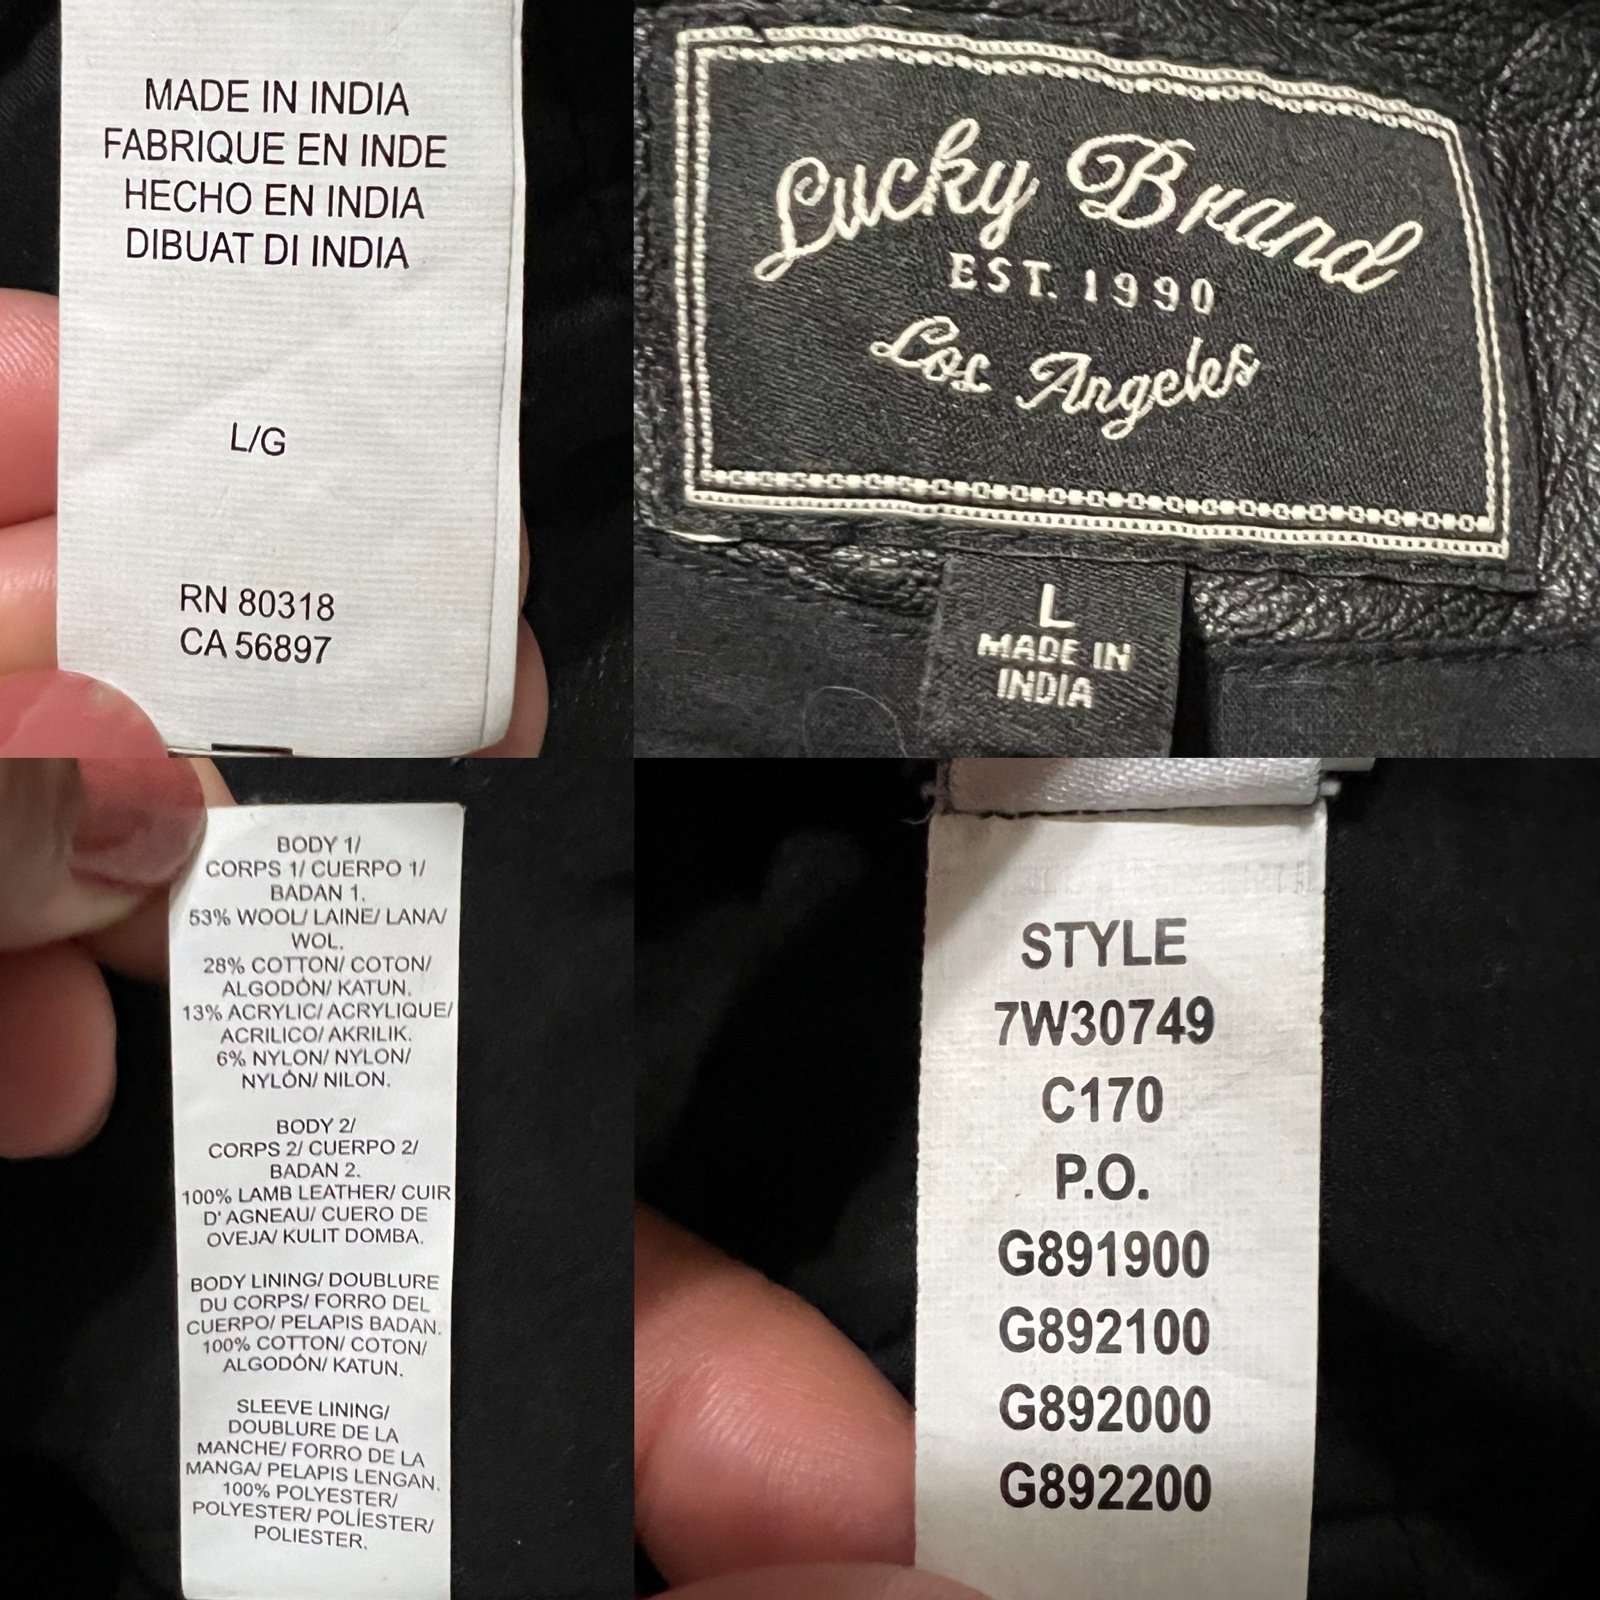 MADE IN INDIA
FABRIQUE EN INDE
HECHO EN INDIA
DIBUAT DI INDIA
L/G
RN 80318
CA 56897
Lucky Brand
EST. 1990
Los Angeles
L
MADE IN
INDIA
BODY 1/
CORPS 1/ CUERPO 1/
BADAN 1.
53% WOOL/ LAINE/ LANA/
WOL.
28% COTTON/ COTON/
ALGODÓN/ KATUN.
13% ACRYLIC/ ACRYLIQUE/
ACRILICO/ AKRILIK.
6% NYLON/ NYLON/
NYLÓN/ NILON.
BODY 2/
CORPS 2/ CUERPO 2/
BADAN 2.
100% LAMB LEATHER/ CUIR
D' AGNEAU/ CUERO DE
OVEJA/ KULIT DOMBA.
BODY LINING/ DOUBLURE
DU CORPS/ FORRO DEL
CUERPO/ PELAPIS BADAN.
100% COTTON/ COTON/
ALGODÓN/ KATUN.
SLEEVE LINING/
DOUBLURE DE LA
MANCHE/ FORRO DE LA
MANGA/ PELAPIS LENGAN.
100% POLYESTER/
POLYESTER/ POLÍESTER/
POLIESTER.
STYLE
7W30749
C170
P.O.
G891900
G892100
G892000
G892200